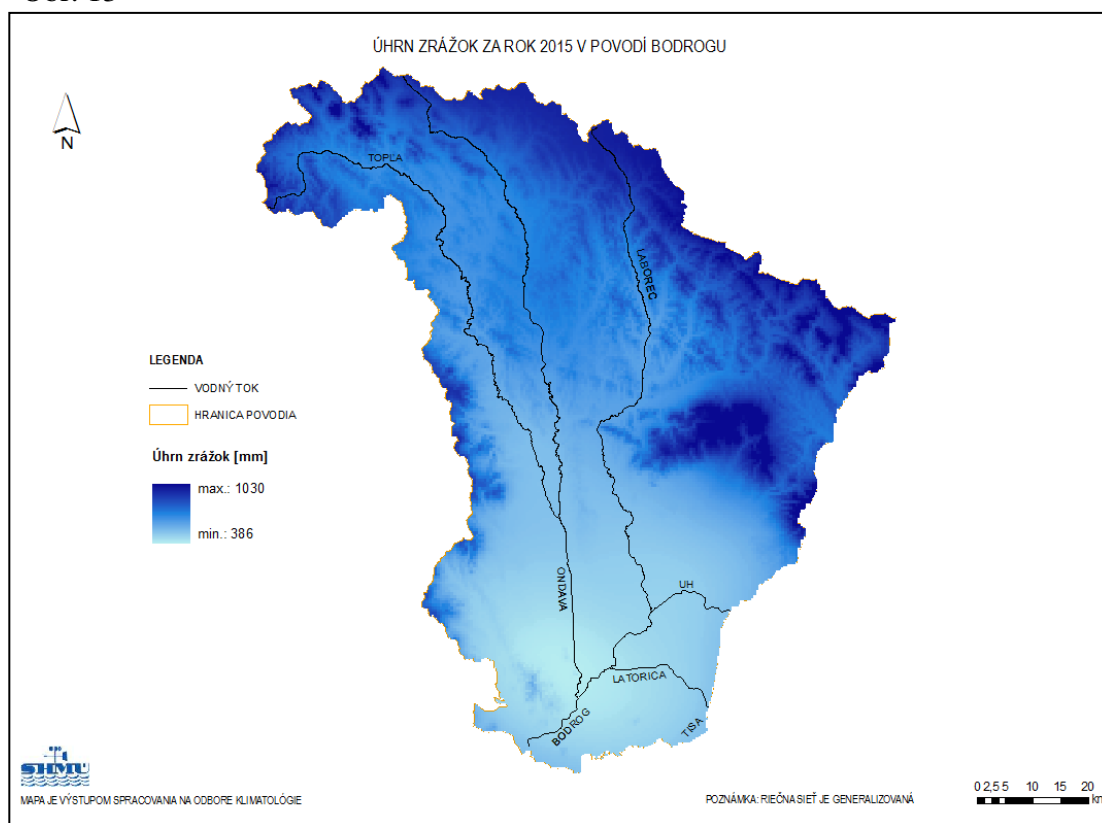 ÚHRN ZRÁŽOK ZA ROK 2015 V POVODÍ BODROGU
N
TOPĽA
LABOREC
LEGENDA
VODNÝ TOK
HRANICA POVODIA
Úhrn zrážok [mm]
max.: 1030
min.: 386
ONDAVA
UH
LATORICA
BODROG
TISA
SHMÚ
MAPA JE VÝSTUPOM SPRACOVANIA NA ODBORE KLIMATOLÓGIE
POZNÁMKA: RIEČNA SIEŤ JE GENERALIZOVANÁ
0 2,5 5 10 15 20
km